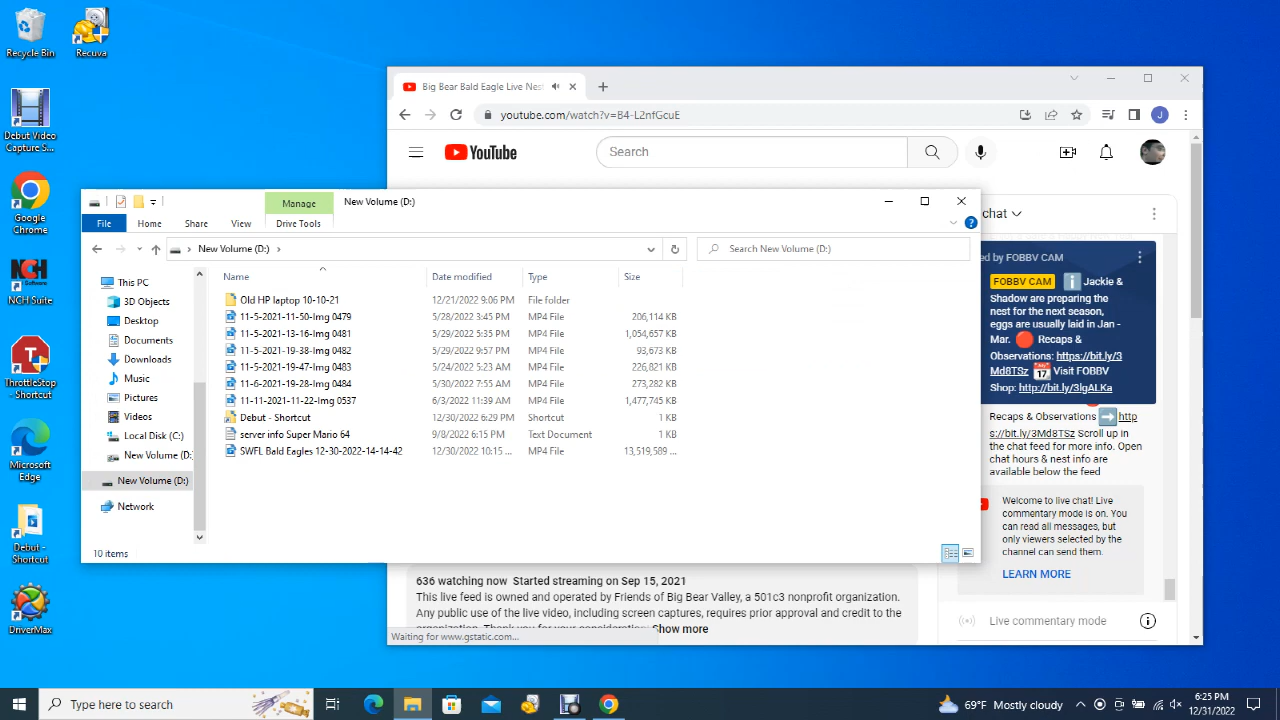 Recycle Bin
Recuva
Debut Video
Capture S...
Google
Chrome
NCH Suite
ThrottleStop
- Shortcut
Microsoft
Edge
Debut -
Shortcut
DriverMax
Big Bear Bald Eagle Live Nest
youtube.com/watch?v=B4-L2nfGcuE
J
YouTube
Search
Manage
New Volume (D:)
File
Home
Share
View
Drive Tools
New Volume (D:)
Search New Volume (D:)
This PC
3D Objects
Desktop
Documents
Downloads
Music
Pictures
Videos
Local Disk (C:)
New Volume (D:
New Volume (D:)
Network
Name Date modified Type Size
Old HP laptop 10-10-21 12/21/2022 9:06 PM File folder
11-5-2021-11-50-Img 0479 5/28/2022 3:45 PM MP4 File 206,114 KB
11-5-2021-13-16-Img 0481 5/29/2022 5:35 PM MP4 File 1,054,657 KB
11-5-2021-19-38-Img 0482 5/29/2022 9:57 PM MP4 File 93,673 KB
11-5-2021-19-47-Img 0483 5/24/2022 5:23 AM MP4 File 226,821 KB
11-6-2021-19-28-Img 0484 5/30/2022 7:55 AM MP4 File 273,282 KB
11-11-2021-11-22-Img 0537 6/3/2022 11:39 AM MP4 File 1,477,745 KB
Debut - Shortcut 12/30/2022 6:29 PM Shortcut 1 KB
server info Super Mario 64 9/8/2022 6:15 PM Text Document 1 KB
SWFL Bald Eagles 12-30-2022-14-14-42 12/30/2022 10:15 ... MP4 File 13,519,589 ...
10 items
chat
ed by FOBBV CAM
FOBBV CAM Jackie &
Shadow are preparing the
nest for the next season,
eggs are usually laid in Jan -
Mar. Recaps &
Observations: https://bit.ly/3
Md8TSz 17 Visit FOBBV
Shop: http://bit.ly/3lgALKa
Recaps & Observations http
s://bit.ly/3Md8TSz Scroll up in
the chat feed for more info. Open
chat hours & nest info are
available below the feed
Welcome to live chat! Live
commentary mode is on. You
can read all messages, but
only viewers selected by the
channel can send them.
LEARN MORE
Live commentary mode
636 watching now Started streaming on Sep 15, 2021
This live feed is owned and operated by Friends of Big Bear Valley, a 501c3 nonprofit organization.
Any public use of the live video, including screen captures, requires prior approval and credit to the
Show more
Waiting for www.gstatic.com...
Type here to search
69°F Mostly cloudy
6:25 PM
12/31/2022